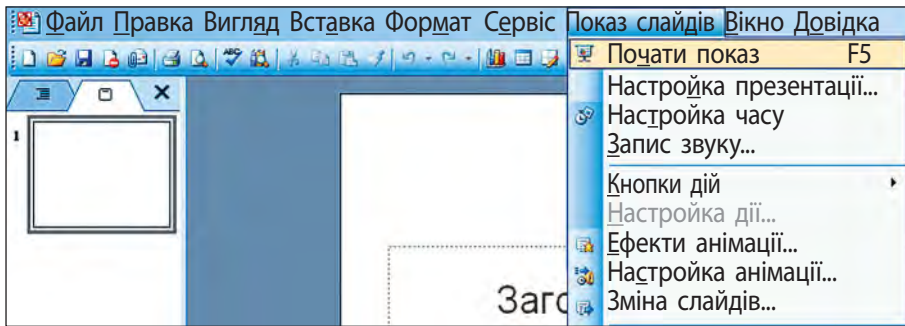 Файл Правка Вигляд Вставка Формат Сервіс Показ слайдів Вікно Довідка
Почати показ F5
Настройка презентації...
Настройка часу
Запис звуку...
Кнопки дій
Настройка дії...
Ефекти анімації...
Настройка анімації...
Зміна слайдів...
1
Заго